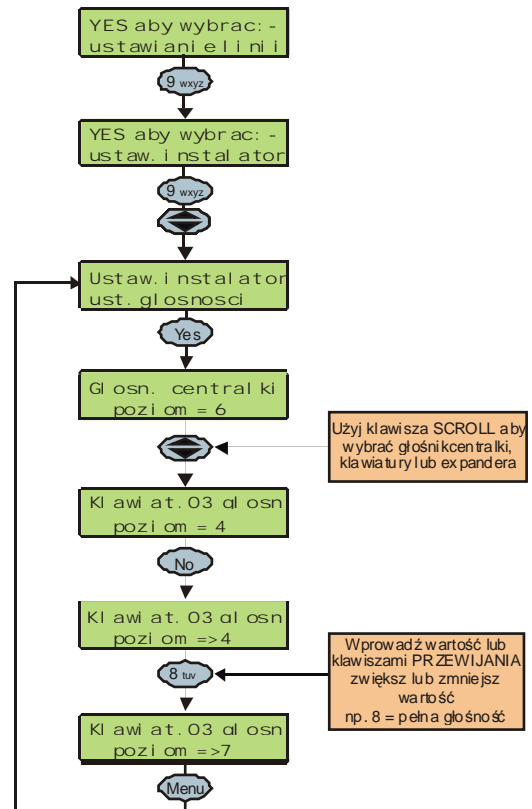 YES aby wybrac: -
ustawianie linii
9 wxyz
YES aby wybrac: -
ustaw. instalator
9 wxyz
Ustaw. instalator
ust. glosnosci
Yes
Glosn. centralki
poziom = 6
Użyj klawisza SCROLL aby
wybrać głośnik centralki,
klawiatury lub expandera
Klawiat. 03 glosn
poziom = 4
No
Klawiat. 03 glosn
poziom =>4
Wprowadź wartość lub
klawiszami PRZEWIJANIA
zwiększ lub zmniejsz
wartość
np. 8 = pełna głośność
8 tuv
Klawiat. 03 glosn
poziom =>7
Menu